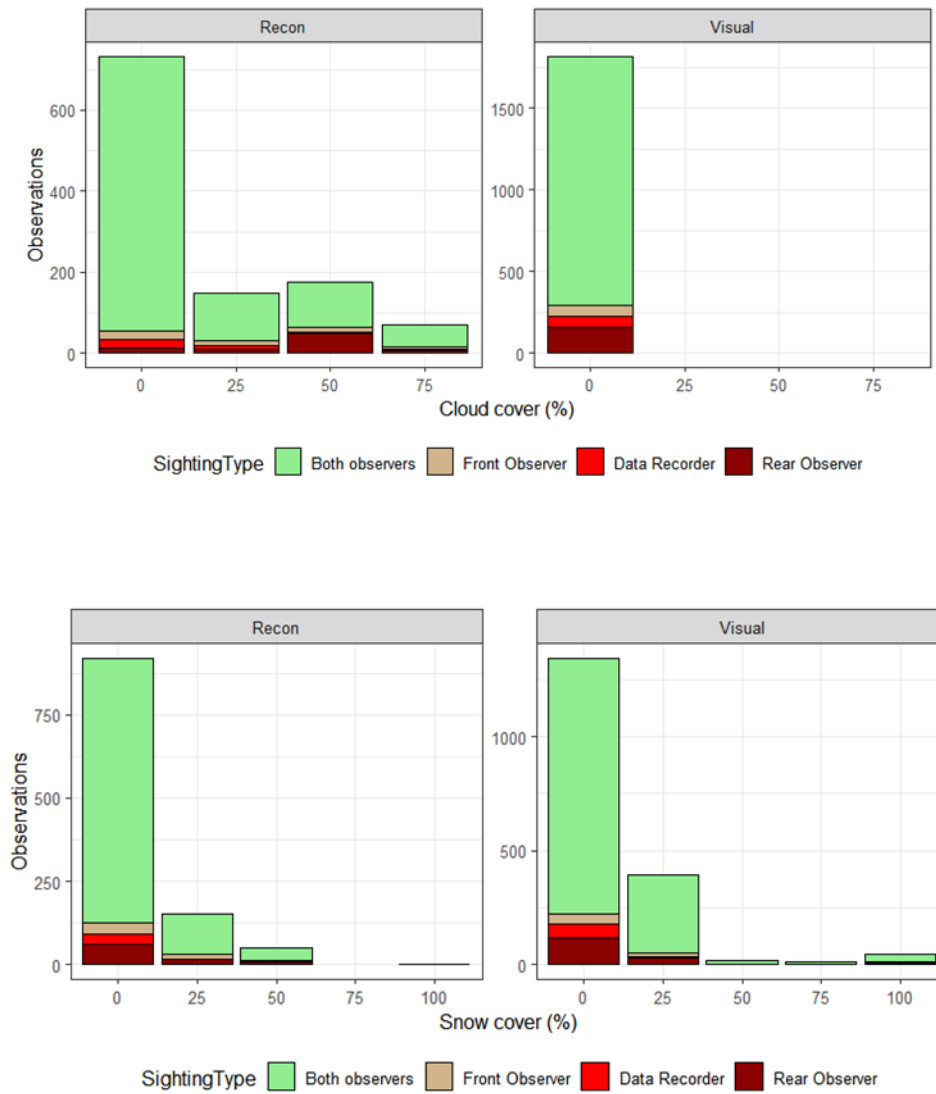 Recon Visual
Observations
600
400
200
0
1500
1000
500
0
0 25 50 75 0 25 50 75
Cloud cover (%)
SightingType Both observers Front Observer Data Recorder Rear Observer
Recon Visual
Observations
750
500
250
0
1000
500
0
0 25 50 75 100 0 25 50 75 100
Snow cover (%)
SightingType Both observers Front Observer Data Recorder Rear Observer